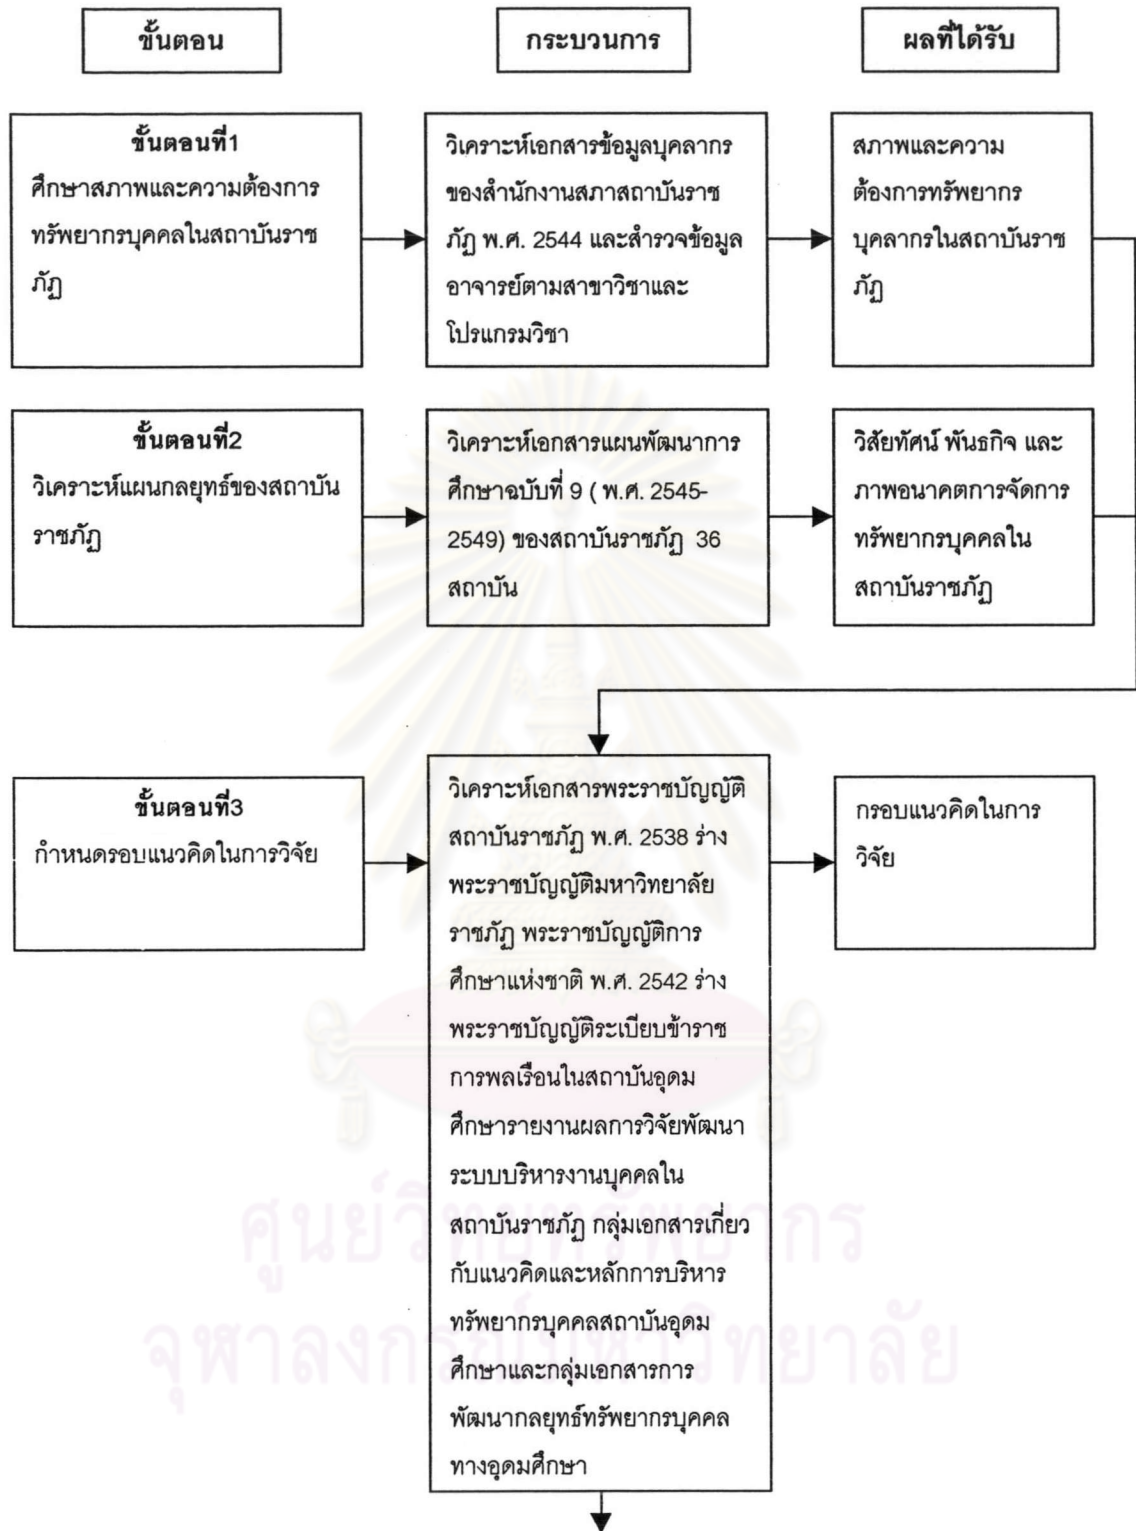 ขั้นตอน
กระบวนการ
ผลที่ได้รับ
ขั้นตอนที่1
ศึกษาสภาพและความต้องการ
ทรัพยากรบุคคลในสถาบันราช
ภัฏ
วิเคราะห์เอกสารข้อมูลบุคลากร
ของสำนักงานสภาสถาบันราช
ภัฏ พ.ศ. 2544 และสำรวจข้อมูล
อาจารย์ตามสาขาวิชาและ
โปรแกรมวิชา
สภาพและความ
ต้องการทรัพยากร
บุคลากรในสถาบันราช
ภัฏ
ขั้นตอนที่2
วิเคราะห์แผนกลยุทธ์ของสถาบัน
ราชภัฏ
วิเคราะห์เอกสารแผนพัฒนาการ
ศึกษาฉบับที่ 9 ( พ.ศ. 2545-
2549) ของสถาบันราชภัฏ 36
สถาบัน
วิสัยทัศน์ พันธกิจ และ
ภาพอนาคตการจัดการ
ทรัพยากรบุคคลใน
สถาบันราชภัฏ
ขั้นตอนที่3
กำหนดรอบแนวคิดในการวิจัย
วิเคราะห์เอกสารพระราชบัญญัติ
สถาบันราชภัฏ พ.ศ. 2538 ร่าง
พระราชบัญญัติมหาวิทยาลัย
ราชภัฏ พระราชบัญญัติการ
ศึกษาแห่งชาติ พ.ศ. 2542 ร่าง
พระราชบัญญัติระเบียบข้าราช
การพลเรือนในสถาบันอุดม
ศึกษารายงานผลการวิจัยพัฒนา
ระบบบริหารงานบุคคลใน
สถาบันราชภัฏ กลุ่มเอกสารเกี่ยว
กับแนวคิดและหลักการบริหาร
ทรัพยากรบุคคลสถาบันอุดม
ศึกษาและกลุ่มเอกสารการ
พัฒนากลยุทธ์ทรัพยากรบุคคล
ทางอุดมศึกษา
กรอบแนวคิดในการ
วิจัย
ศูนย์วิทยทรัพยากร
จุฬาลงกรณ์มหาวิทยาลัย